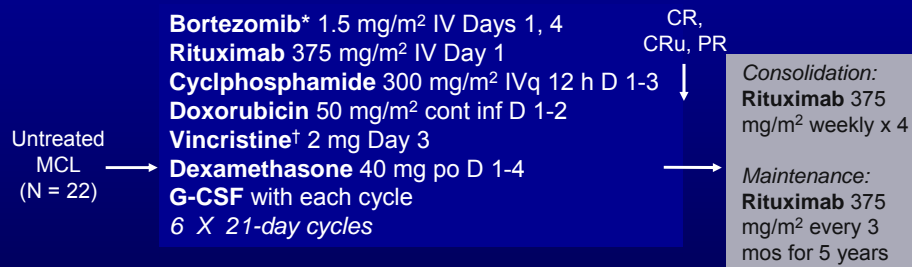 Bortezomib* 1.5 mg/m² IV Days 1, 4
Rituximab 375 mg/m² IV Day 1
Cyclphosphamide 300 mg/m² IVq 12 h D 1-3
Doxorubicin 50 mg/m² cont inf D 1-2
Vincristine† 2 mg Day 3
Dexamethasone 40 mg po D 1-4
G-CSF with each cycle
6 X 21-day cycles
Untreated
MCL
(N = 22)
CR,
CRu, PR
Consolidation:
Rituximab 375
mg/m² weekly x 4
Maintenance:
Rituximab 375
mg/m² every 3
mos for 5 years